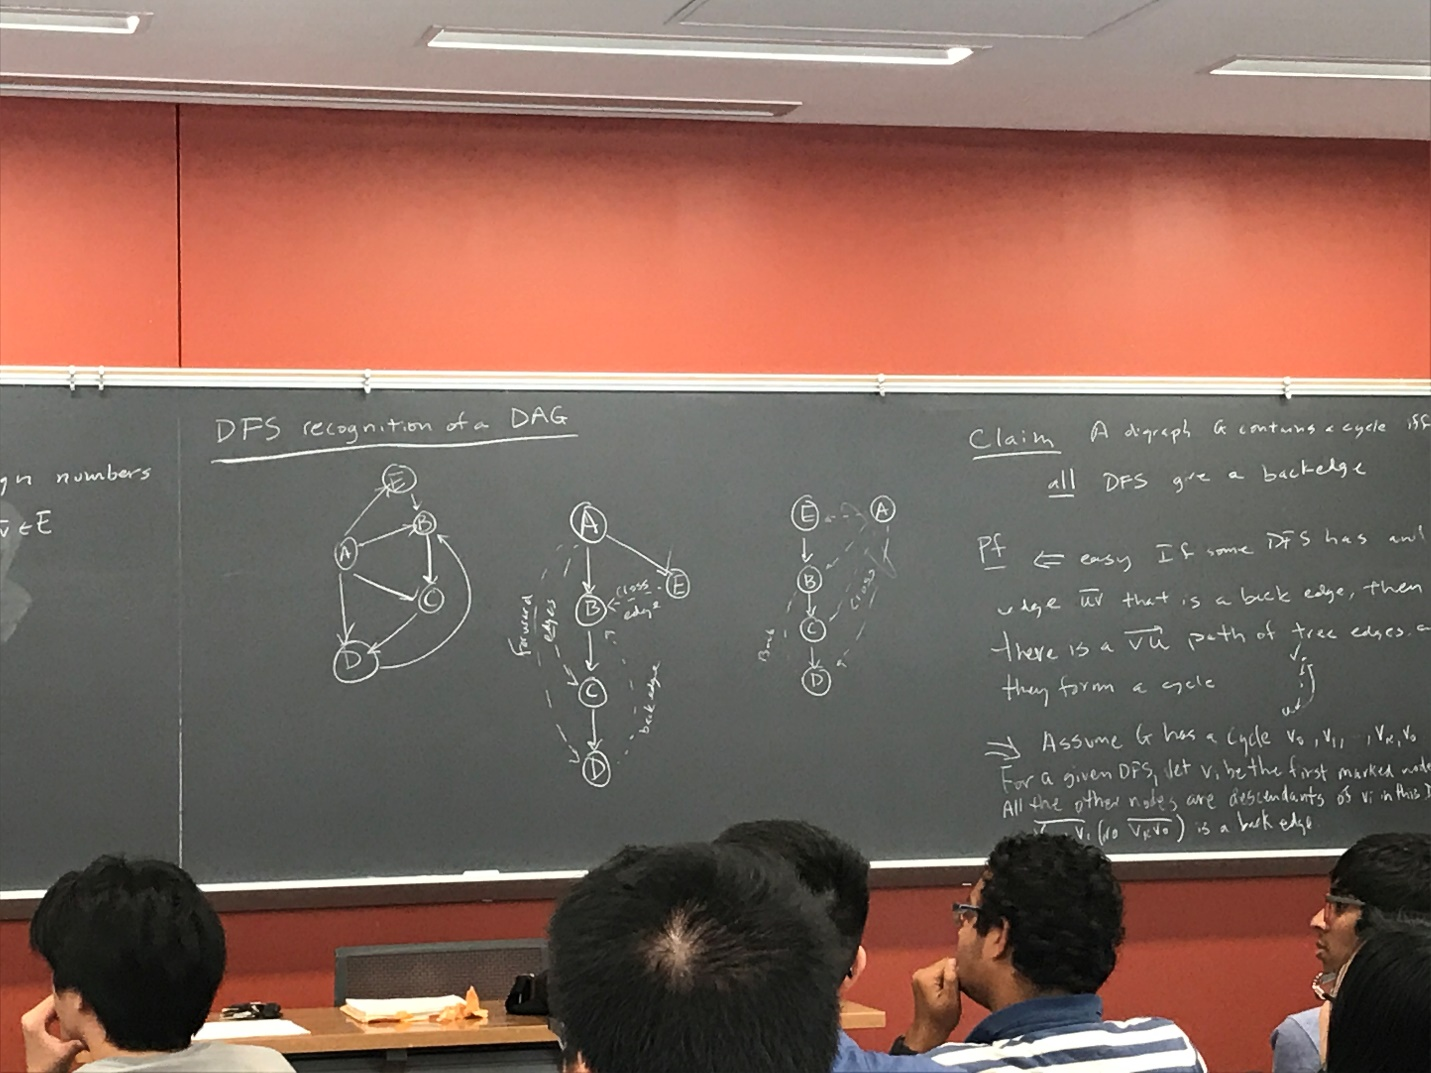 numbers
∈ E
DFS recognition of a DAG
E
B
A
C
D
A
E
B
cross
edge
Forward
edges
C
back edge
D
E
A
B
cross
C
Back
D
Claim A digraph G contains a cycle iff
all DFS give a backedge
Pf ⇐ easy If some DFS has an
edge uv that is a back edge, then
there is a vu path of tree edges
they form a cycle
v
u
⇒ Assume G has a cycle v₀, v₁, , vₖ, v₀
For a given DFS, let vᵢ be the first marked node
All the other nodes are descendants of vᵢ in this
vᵢ (no vₖv₀) is a back edge